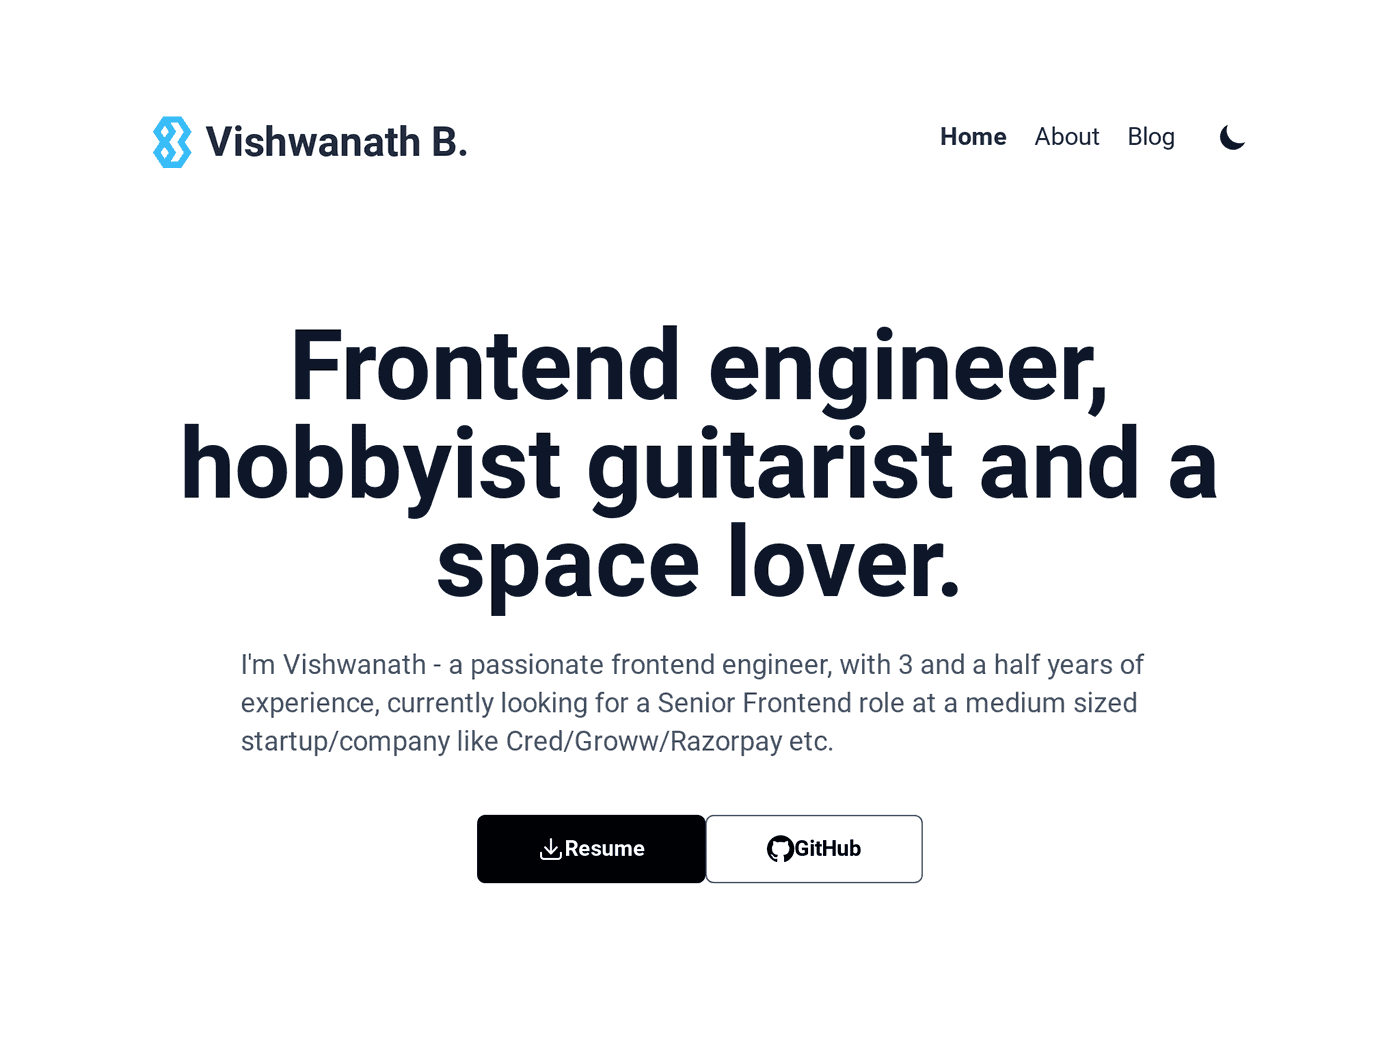 Vishwanath B.
Home About Blog
Frontend engineer,
hobbyist guitarist and a
space lover.
I'm Vishwanath - a passionate frontend engineer, with 3 and a half years of
experience, currently looking for a Senior Frontend role at a medium sized
startup/company like Cred/Groww/Razorpay etc.
Resume GitHub